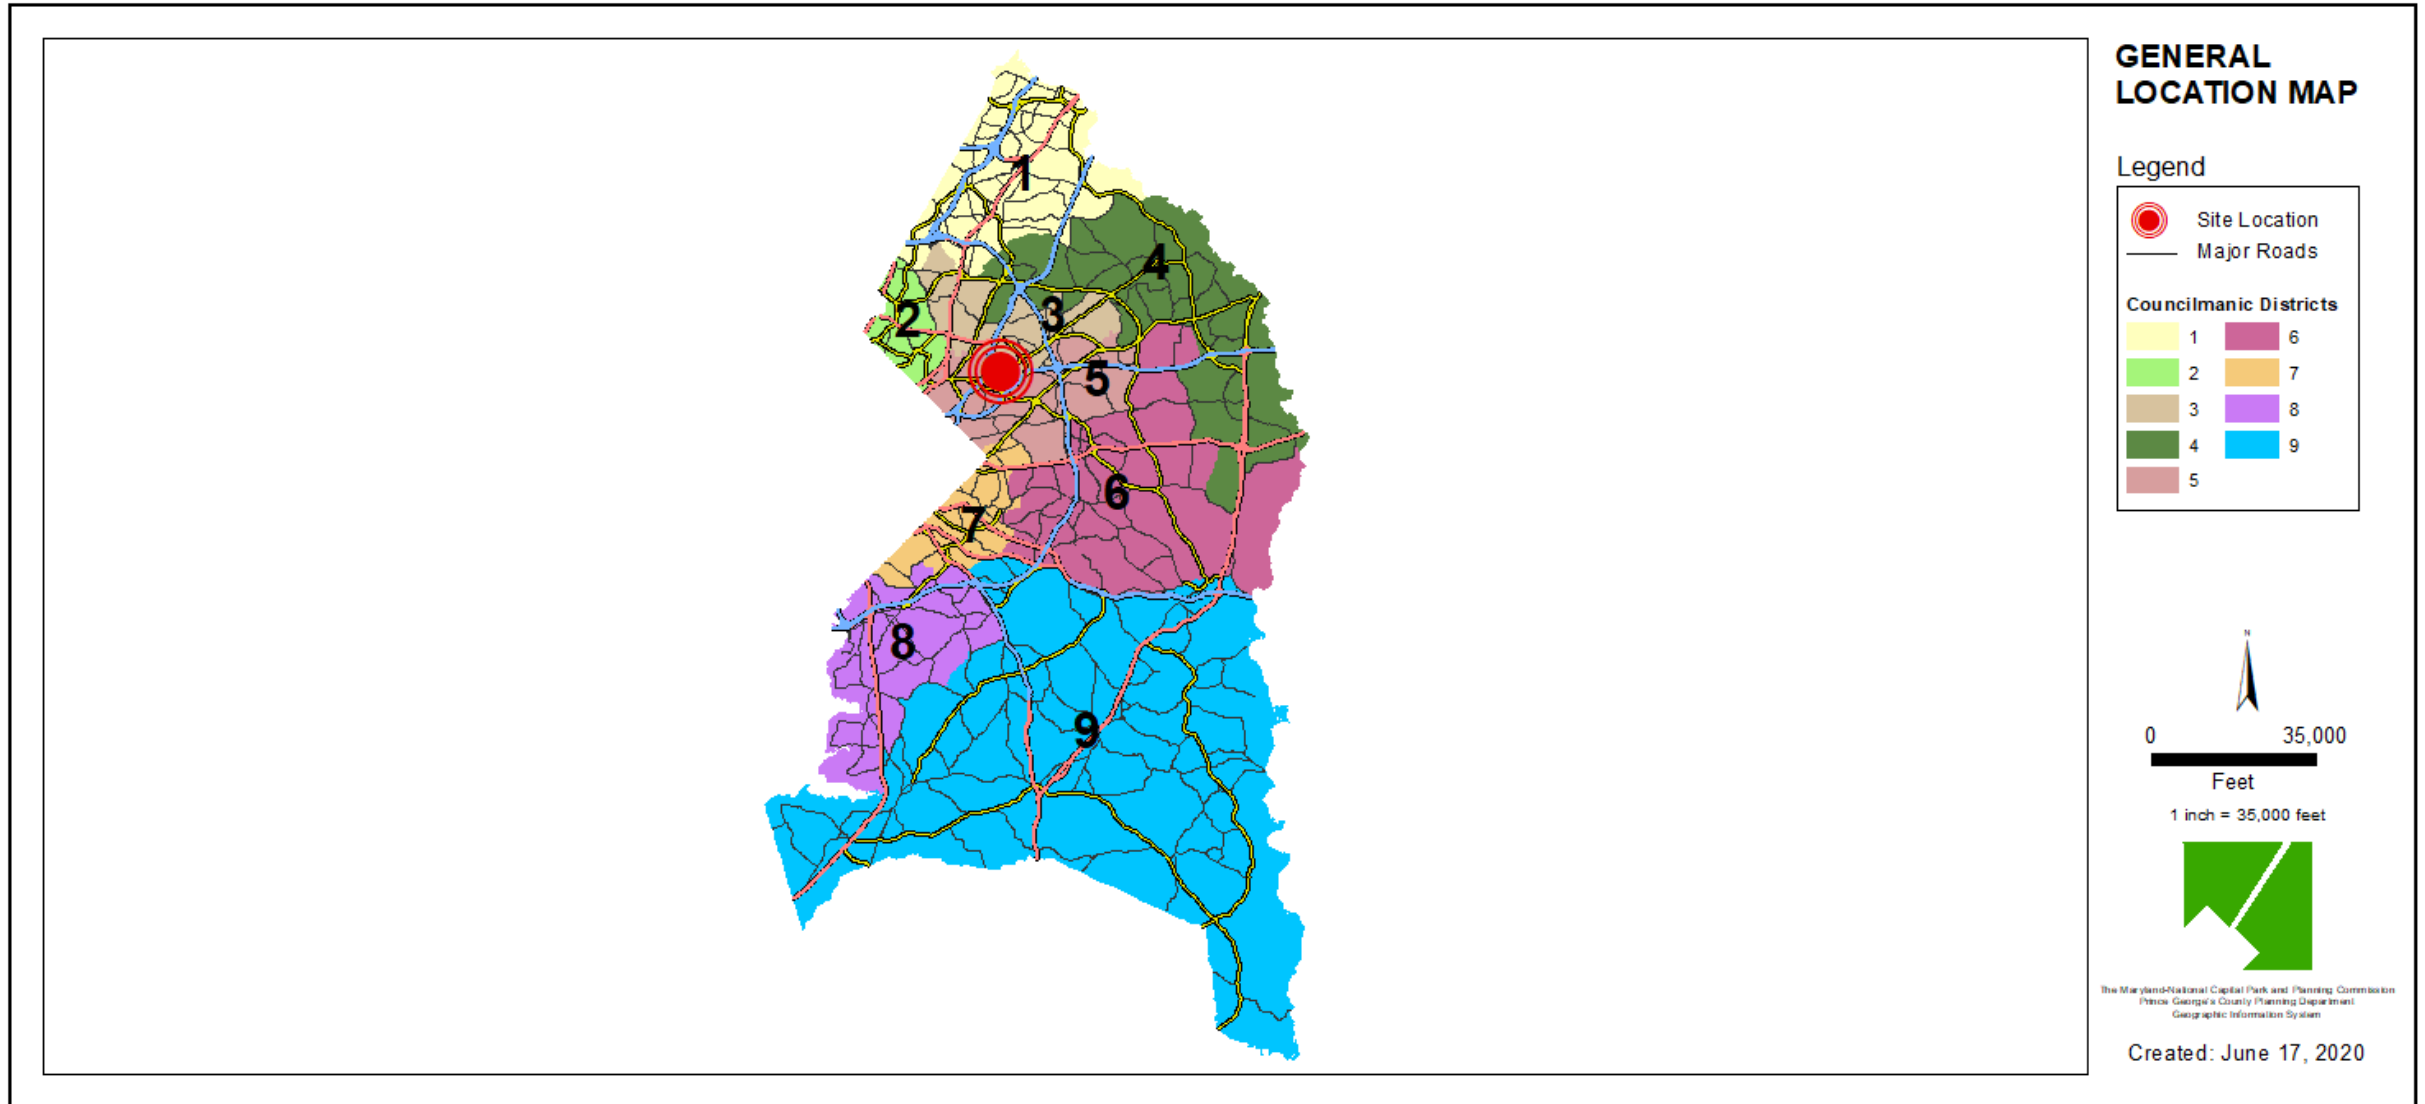 GENERAL
LOCATION MAP
Legend
Site Location
Major Roads
Councilmanic Districts
1 6
2 7
3 8
4 9
5
1
4
3
2
5
6
7
8
9
N
0 35,000
Feet
1 inch = 35,000 feet
The Maryland-National Capital Park and Planning Commission
Prince George's County Planning Department
Geographic Information System
Created: June 17, 2020